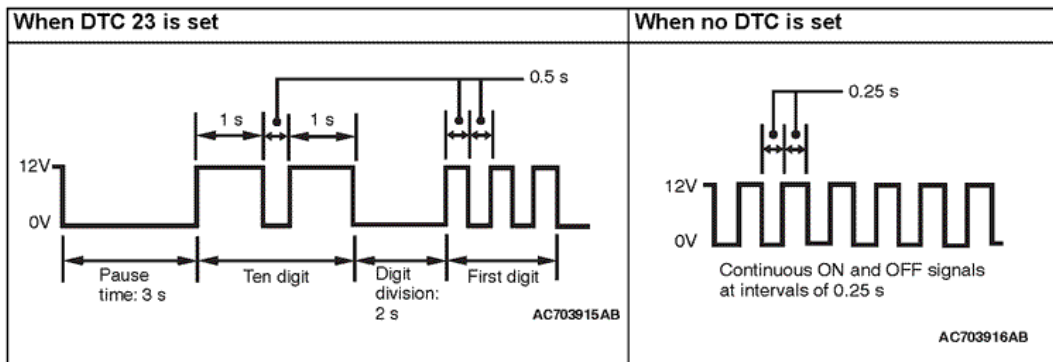 When DTC 23 is set
0.5 s
1 s
1 s
12V
0V
Pause
time: 3 s
Ten digit
Digit
division:
2 s
First digit
AC703915AB
When no DTC is set
0.25 s
12V
0V
Continuous ON and OFF signals
at intervals of 0.25 s
AC703916AB